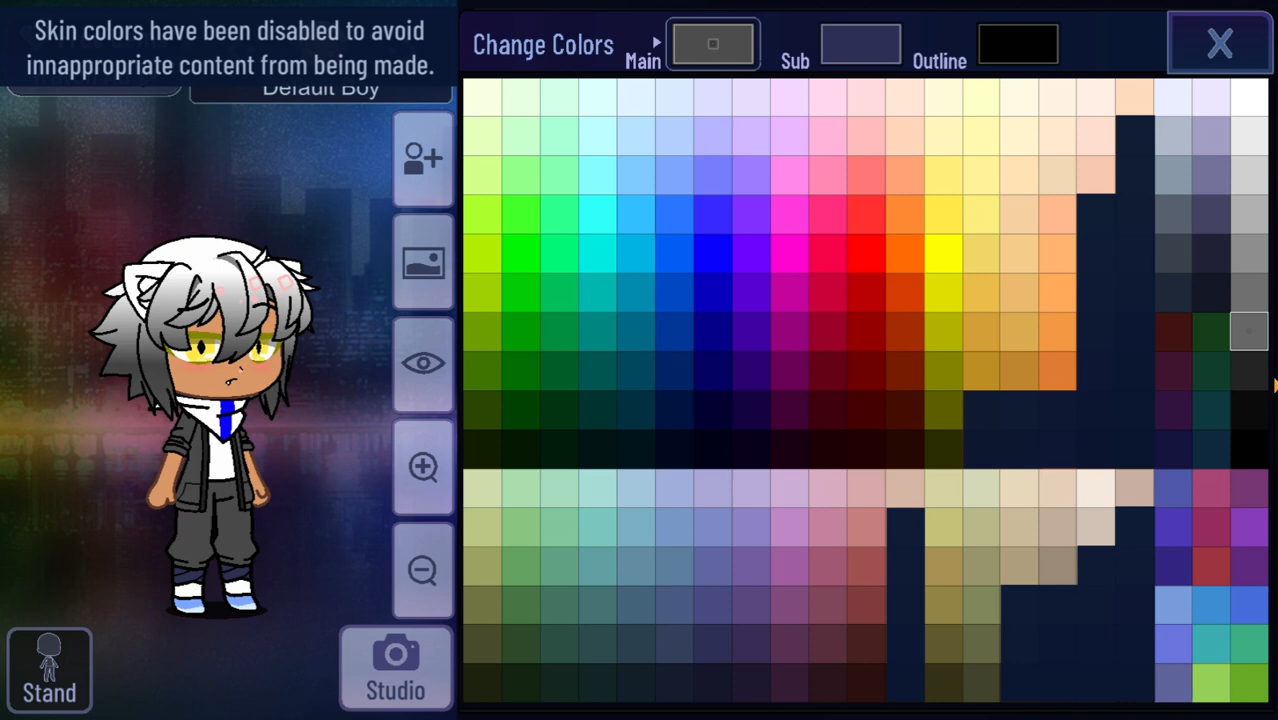 Skin colors have been disabled to avoid
innappropriate content from being made.
Default Boy
Change Colors
Main
Sub
Outline
X
Stand
Studio